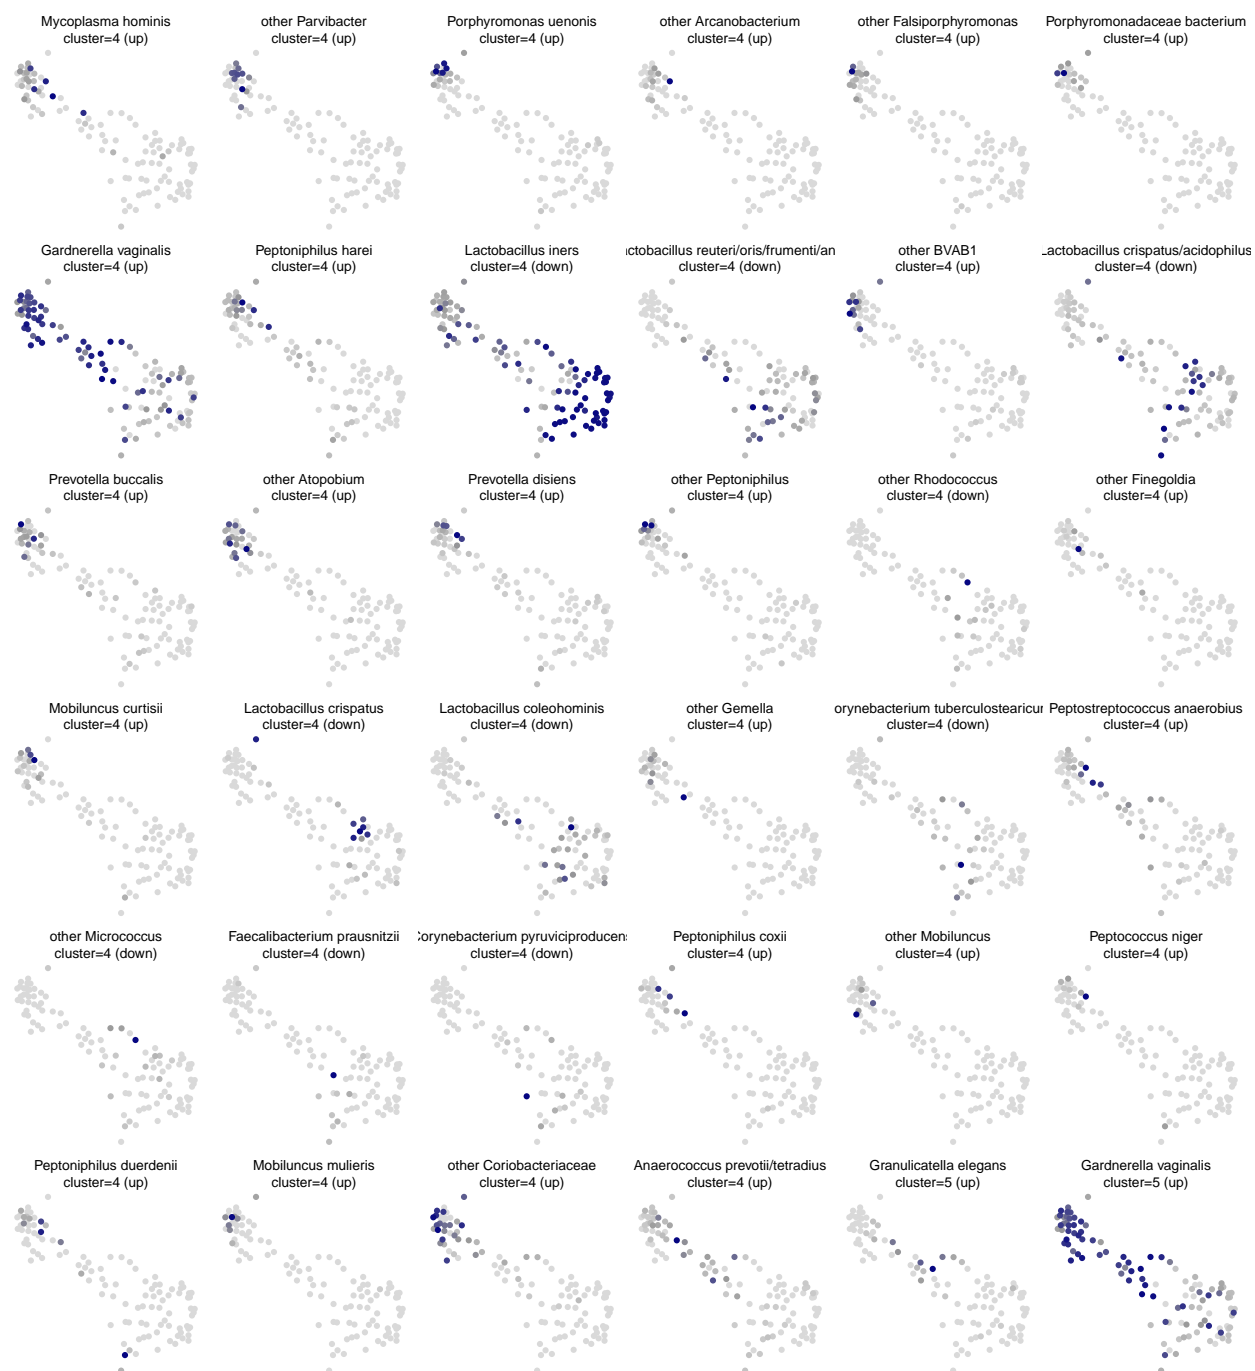 Mycoplasma hominis
cluster=4 (up)
other Parvibacter
cluster=4 (up)
Porphyromonas uenonis
cluster=4 (up)
other Arcanobacterium
cluster=4 (up)
other Falsiporphyromonas
cluster=4 (up)
Porphyromonadaceae bacterium
cluster=4 (up)
Gardnerella vaginalis
cluster=4 (up)
Peptoniphilus harei
cluster=4 (up)
Lactobacillus iners
cluster=4 (down)
actobacillus reuteri/oris/frumenti/an
cluster=4 (down)
other BVAB1
cluster=4 (up)
Lactobacillus crispatus/acidophilus
cluster=4 (down)
Prevotella buccalis
cluster=4 (up)
other Atopobium
cluster=4 (up)
Prevotella disiens
cluster=4 (up)
other Peptoniphilus
cluster=4 (up)
other Rhodococcus
cluster=4 (down)
other Finegoldia
cluster=4 (up)
Mobiluncus curtisii
cluster=4 (up)
Lactobacillus crispatus
cluster=4 (down)
Lactobacillus coleohominis
cluster=4 (down)
other Gemella
cluster=4 (up)
orynebacterium tuberculostearicur
cluster=4 (down)
Peptostreptococcus anaerobius
cluster=4 (up)
other Micrococcus
cluster=4 (down)
Faecalibacterium prausnitzii
cluster=4 (down)
Corynebacterium pyruviciproducens
cluster=4 (down)
Peptoniphilus coxii
cluster=4 (up)
other Mobiluncus
cluster=4 (up)
Peptococcus niger
cluster=4 (up)
Peptoniphilus duerdenii
cluster=4 (up)
Mobiluncus mulieris
cluster=4 (up)
other Coriobacteriaceae
cluster=4 (up)
Anaerococcus prevotii/tetradius
cluster=4 (up)
Granulicatella elegans
cluster=5 (up)
Gardnerella vaginalis
cluster=5 (up)